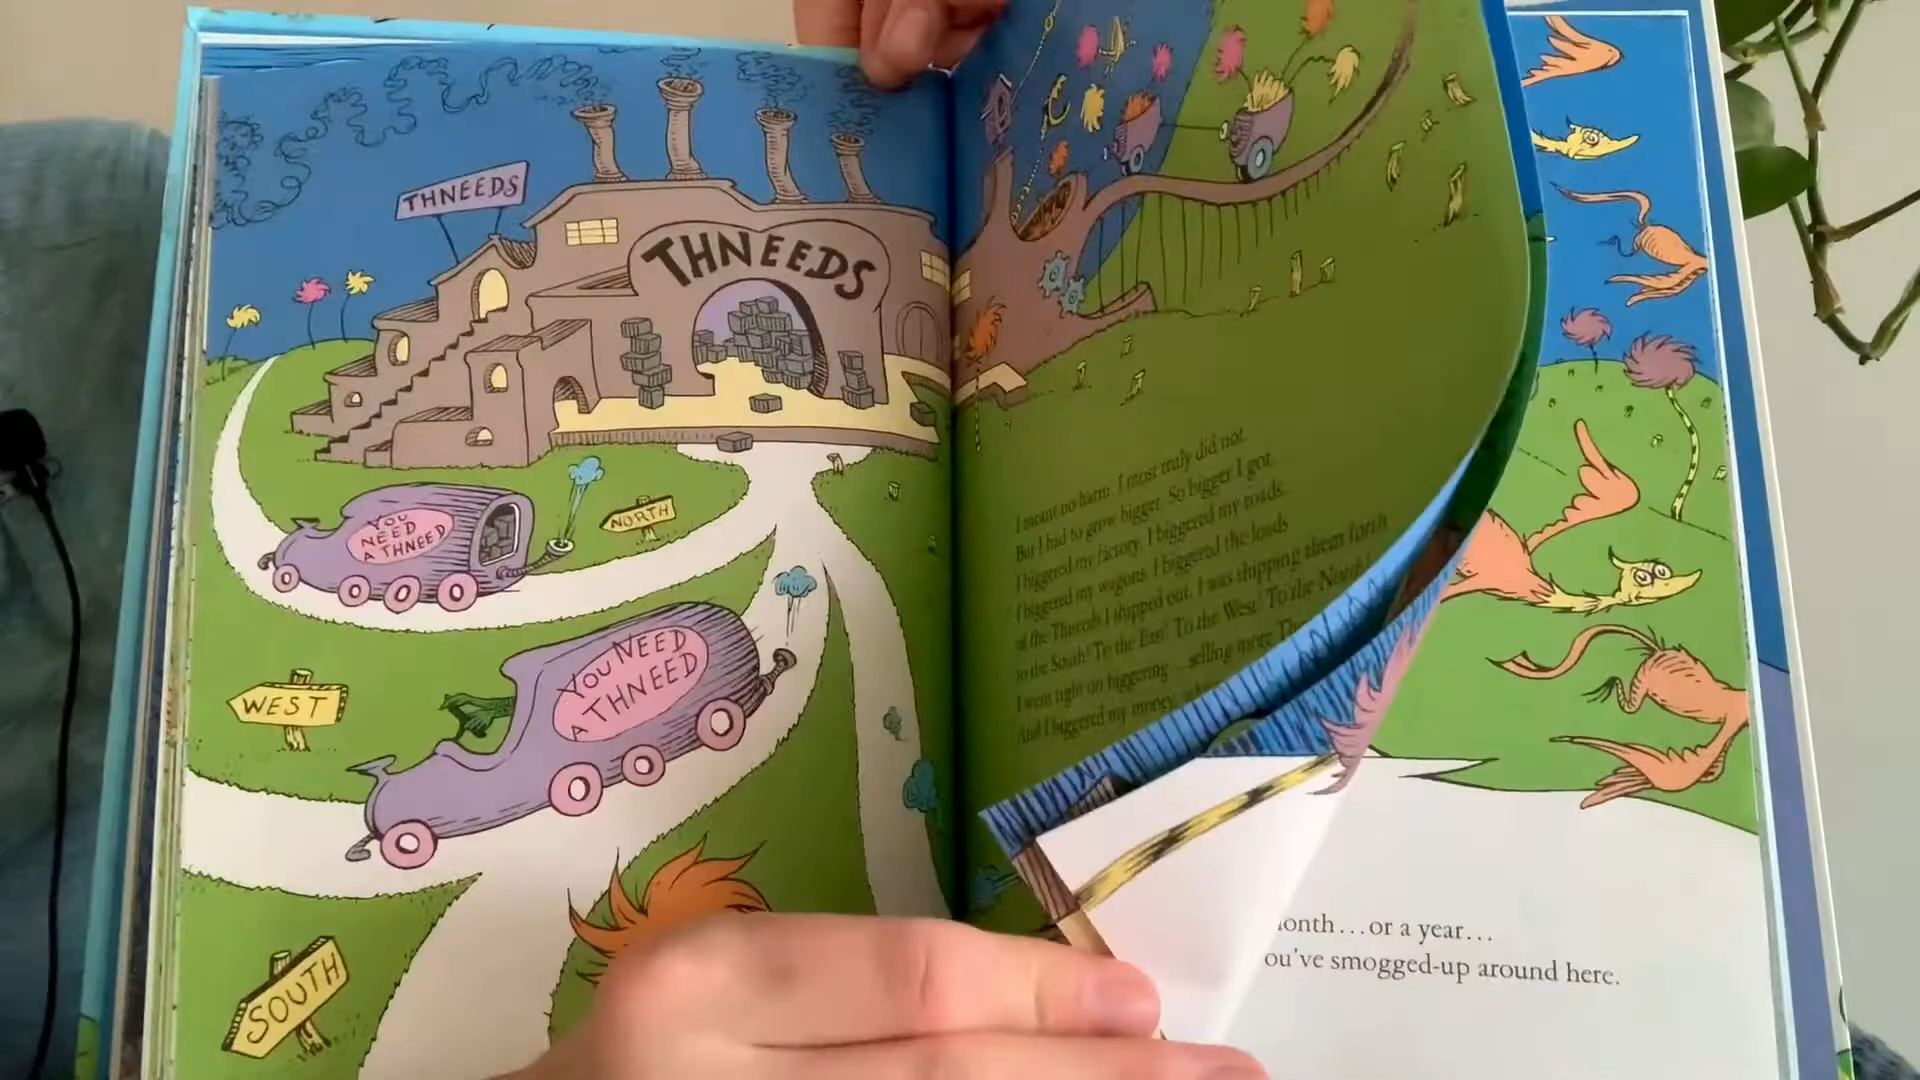 THNEEDS
THNEEDS
YOU
NEED
A THNEED
NORTH
YOU NEED
A THNEED
WEST
SOUTH
I meant no harm. I most truly did not.
But I had to grow bigger. So bigger I got.
I biggered my factory. I biggered my roads.
I biggered my wagons. I biggered the loads
of the Thneeds I shipped out. I was shipping them forth
to the South! To the East! To the West! To the North!
I went right on biggering...selling more
And I biggered my money,
onth...or a year...
ou've smogged-up around here.